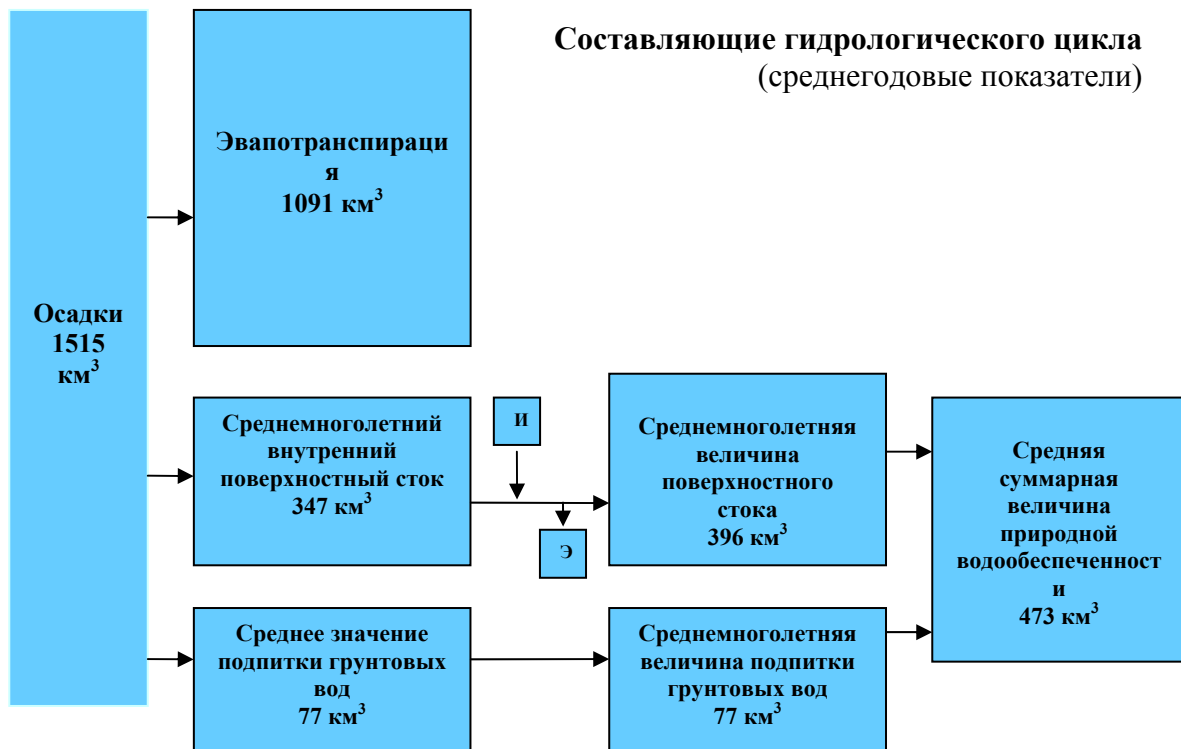 Составляющие гидрологического цикла
(среднегодовые показатели)
Осадки
1515
км³
Эвапотранспираци
я
1091 км³
Среднемноголетний
внутренний
поверхностный сток
347 км³
И
Э
Среднемноголетняя
величина
поверхностного
стока
396 км³
Средняя
суммарная
величина
природной
водообеспеченност
и
473 км³
Среднее значение
подпитки грунтовых
вод
77 км³
Среднемноголетняя
величина подпитки
грунтовых вод
77 км³